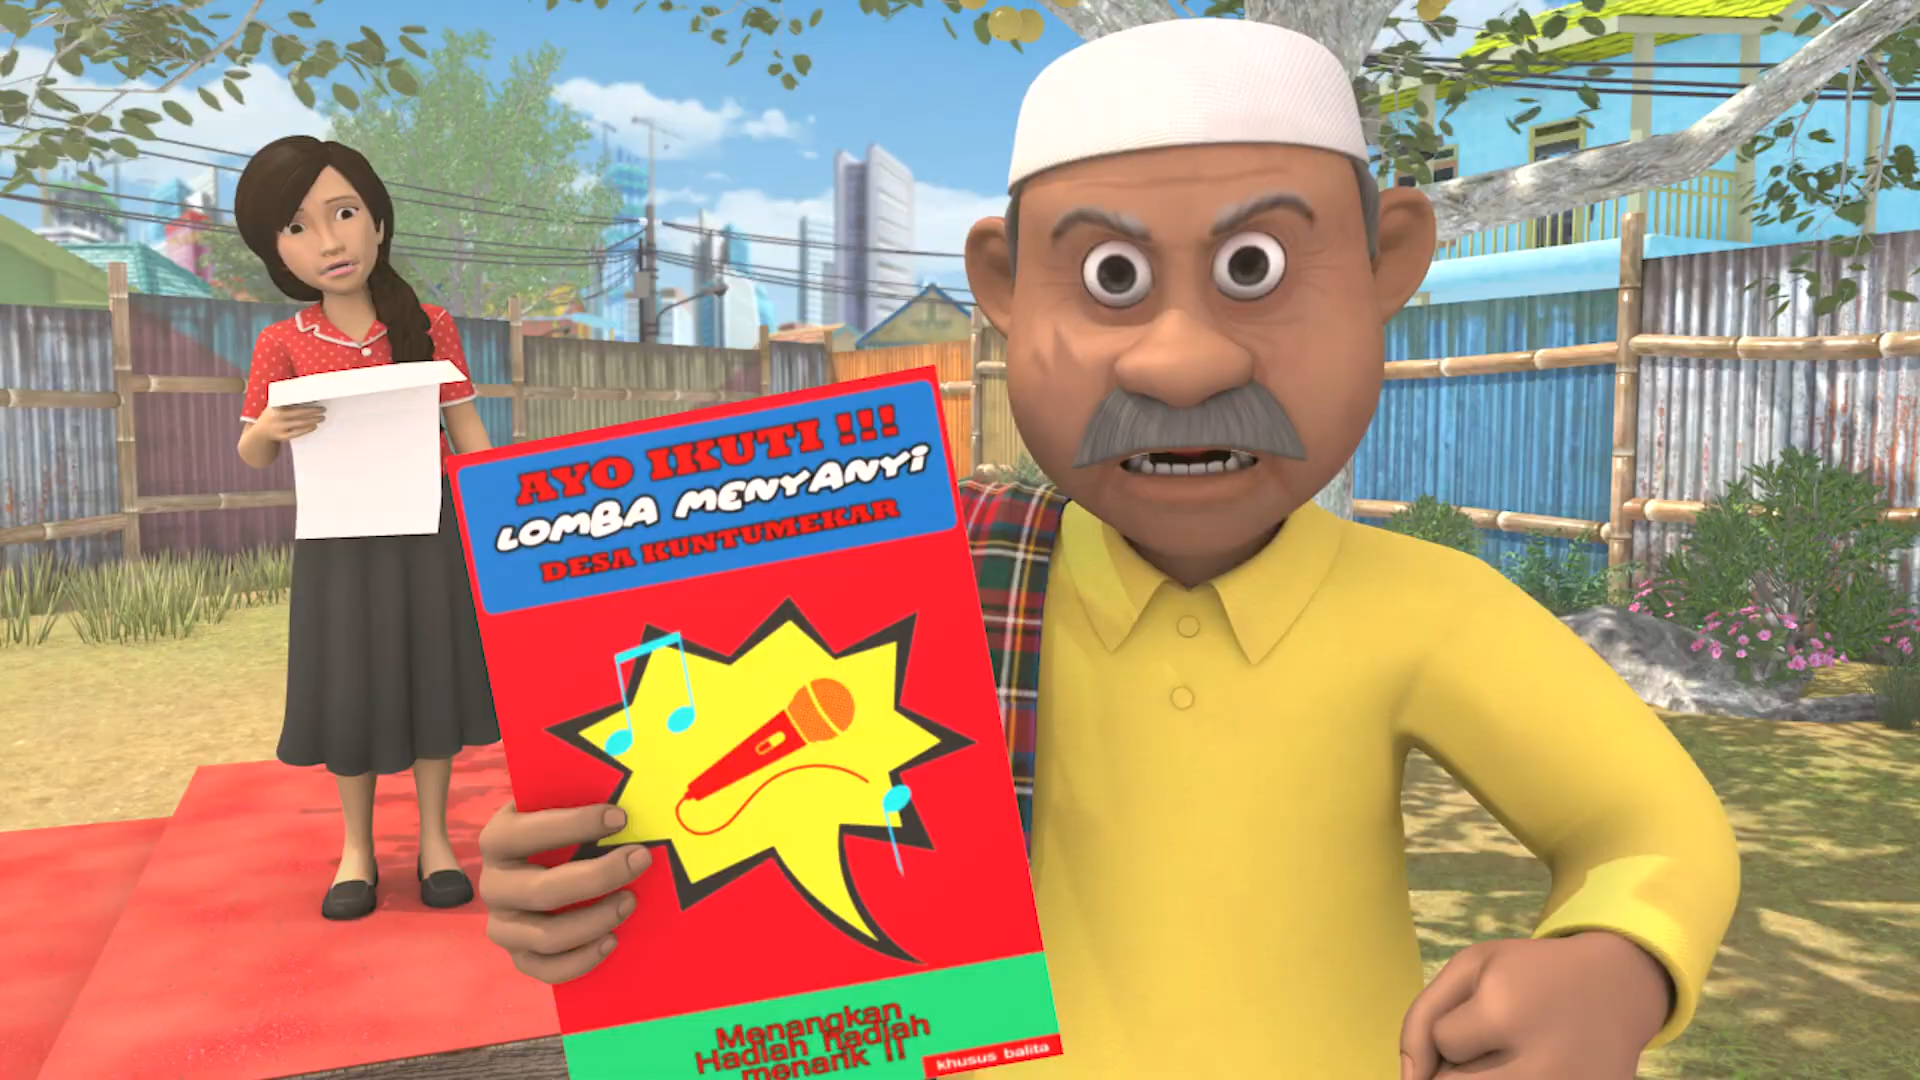 AYO IKUTI !!!
LOMBA MENYANYI
DESA KUNTUMEKAR
Menangkan
Hadiah Hadiah
menarik !!
khusus balita